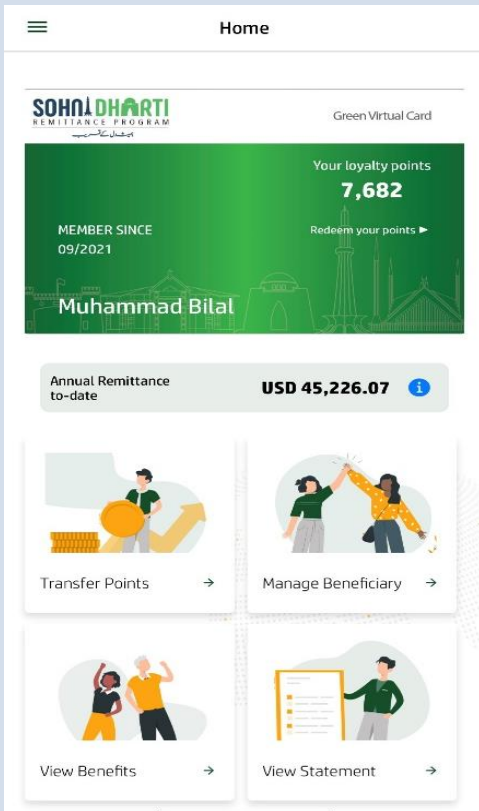 Home
SOHNI DHARTI
REMITTANCE PROGRAM
Green Virtual Card
Your loyalty points
7,682
Redeem your points ►
MEMBER SINCE
09/2021
Muhammad Bilal
Annual Remittance
to-date
USD 45,226.07
Transfer Points
Manage Beneficiary
View Benefits
View Statement